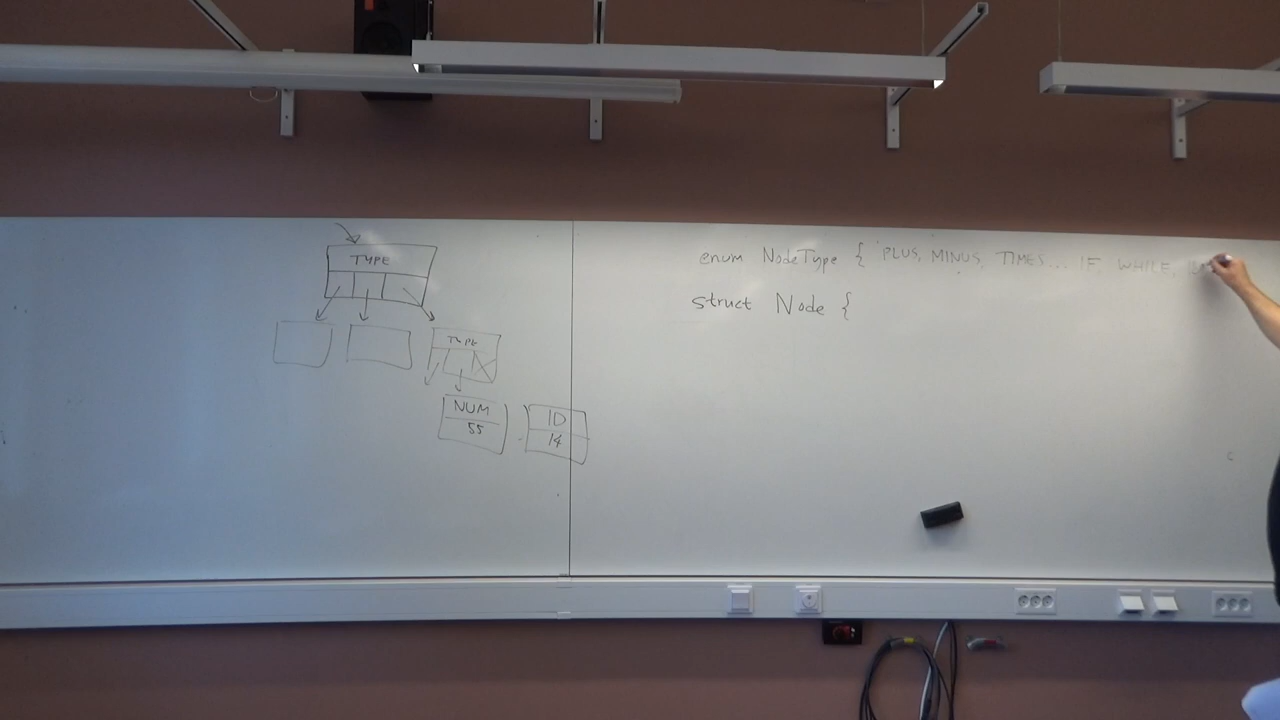 TYPE
TYPE
NUM
55
ID
14
enum NodeType { PLUS, MINUS, TIMES... IF WHILE,
struct Node {